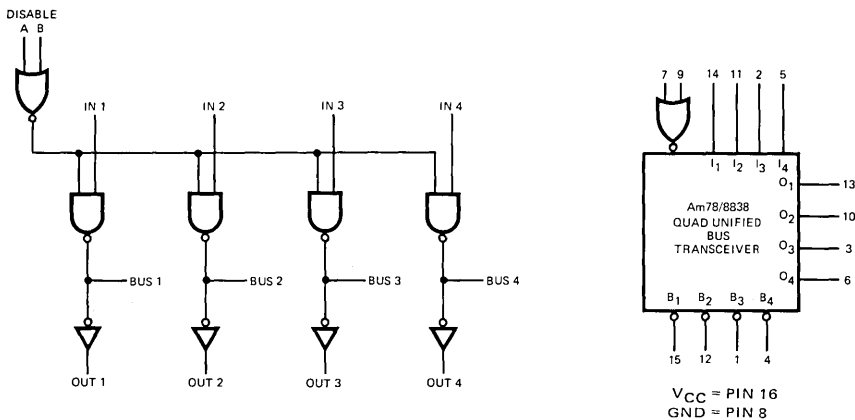 DISABLE
A B
IN 1
IN 2
IN 3
IN 4
BUS 1
BUS 2
BUS 3
BUS 4
OUT 1
OUT 2
OUT 3
OUT 4
7 9 14 11 2 5
I1 I2 I3 I4
O1 13
Am78/8838
QUAD UNIFIED
BUS
TRANSCEIVER
O2 10
O3 3
O4 6
B1 B2 B3 B4
15 12 1 4
VCC = PIN 16
GND = PIN 8